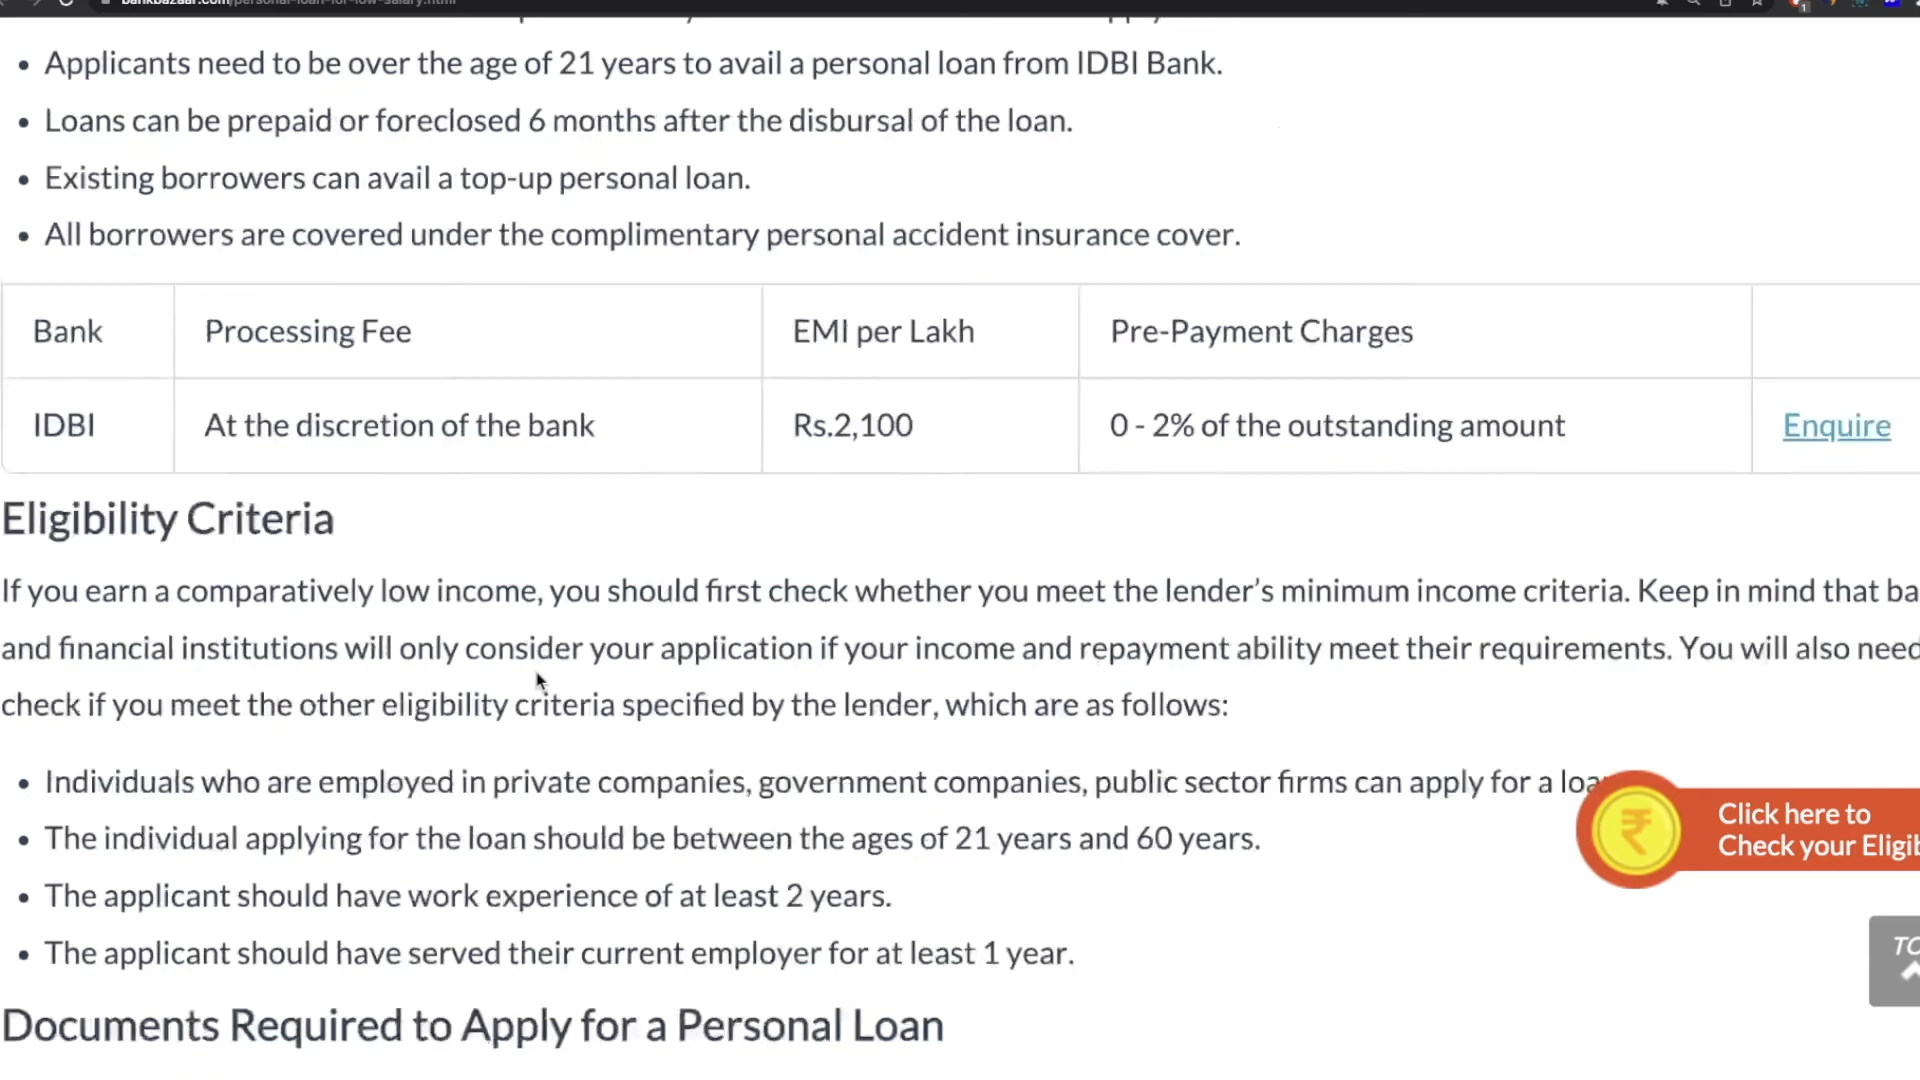 bankbazaar.com/personal-loan-for-low-salary.html
• Applicants need to be over the age of 21 years to avail a personal loan from IDBI Bank.
• Loans can be prepaid or foreclosed 6 months after the disbursal of the loan.
• Existing borrowers can avail a top-up personal loan.
• All borrowers are covered under the complimentary personal accident insurance cover.
Bank Processing Fee EMI per Lakh Pre-Payment Charges
IDBI At the discretion of the bank Rs.2,100 0 - 2% of the outstanding amount Enquire
Eligibility Criteria
If you earn a comparatively low income, you should first check whether you meet the lender’s minimum income criteria. Keep in mind that ba
and financial institutions will only consider your application if your income and repayment ability meet their requirements. You will also need
check if you meet the other eligibility criteria specified by the lender, which are as follows:
• Individuals who are employed in private companies, government companies, public sector firms can apply for a loa
• The individual applying for the loan should be between the ages of 21 years and 60 years.
Click here to
Check your Eligib
• The applicant should have work experience of at least 2 years.
• The applicant should have served their current employer for at least 1 year.
TO
Documents Required to Apply for a Personal Loan